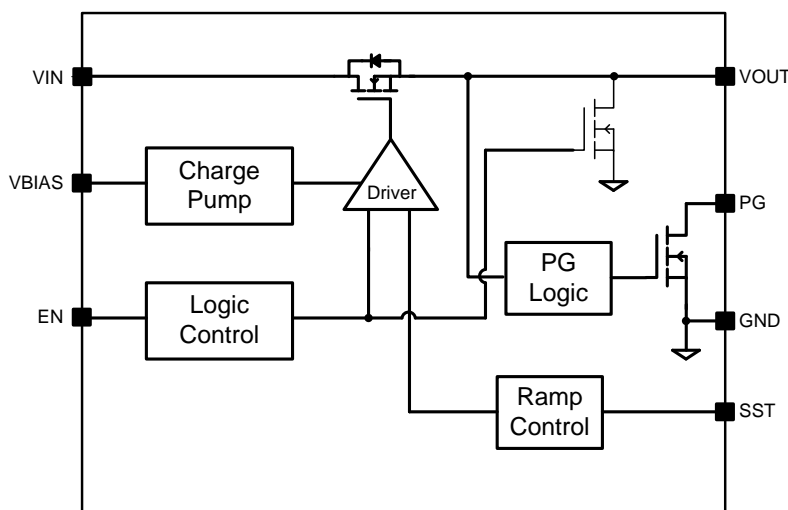 VIN
VOUT
VBIAS
Charge
Pump
Driver
PG
PG
Logic
EN
Logic
Control
GND
Ramp
Control
SST